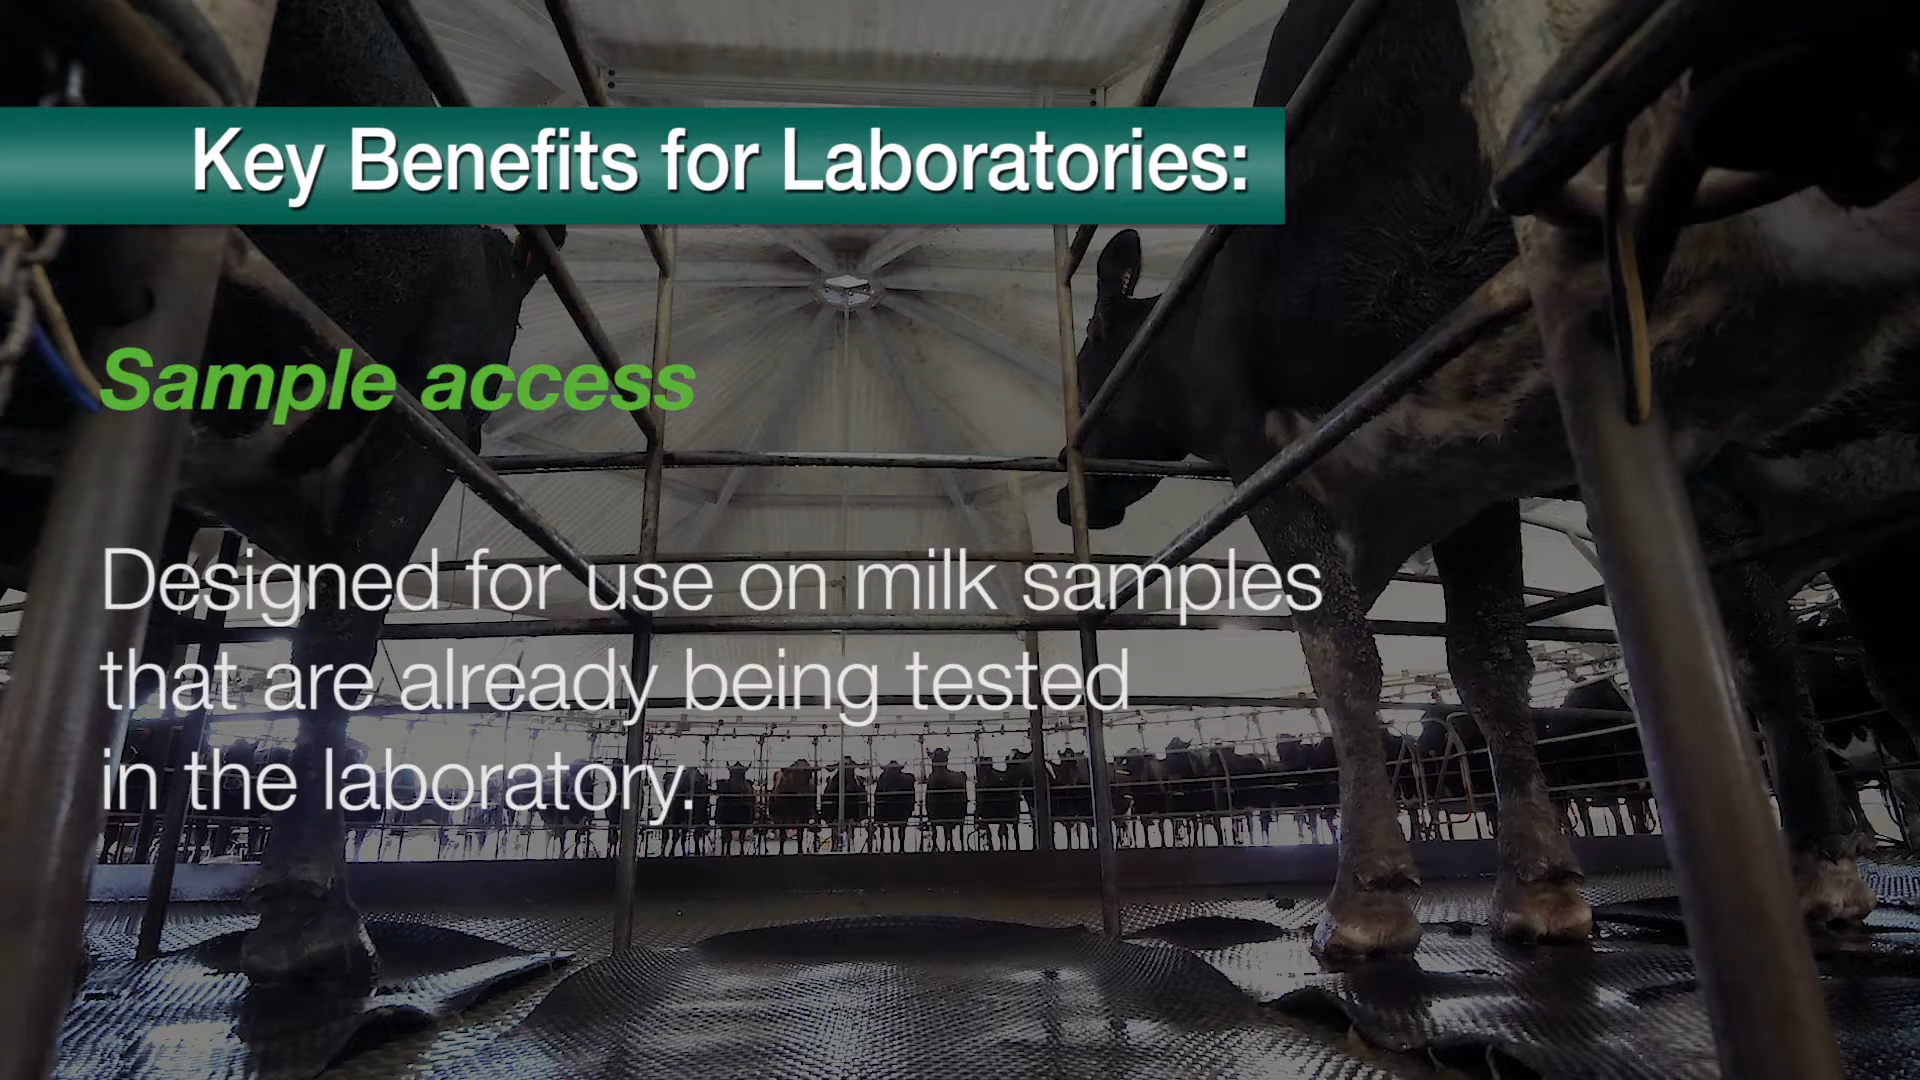 Key Benefits for Laboratories:
Sample access
Designed for use on milk samples
that are already being tested
in the laboratory.